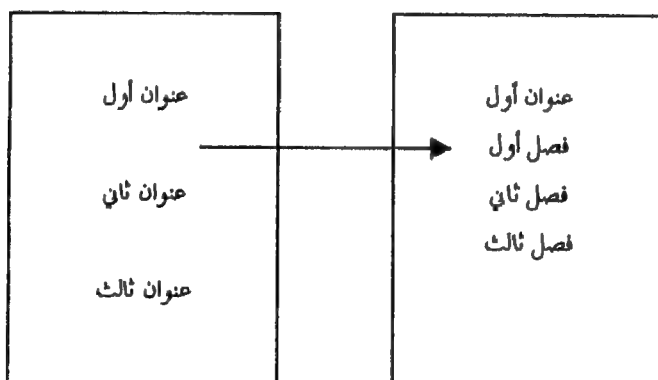 عنوان أول
عنوان ثاني
عنوان ثالث
عنوان أول
فصل أول
فصل ثاني
فصل ثالث